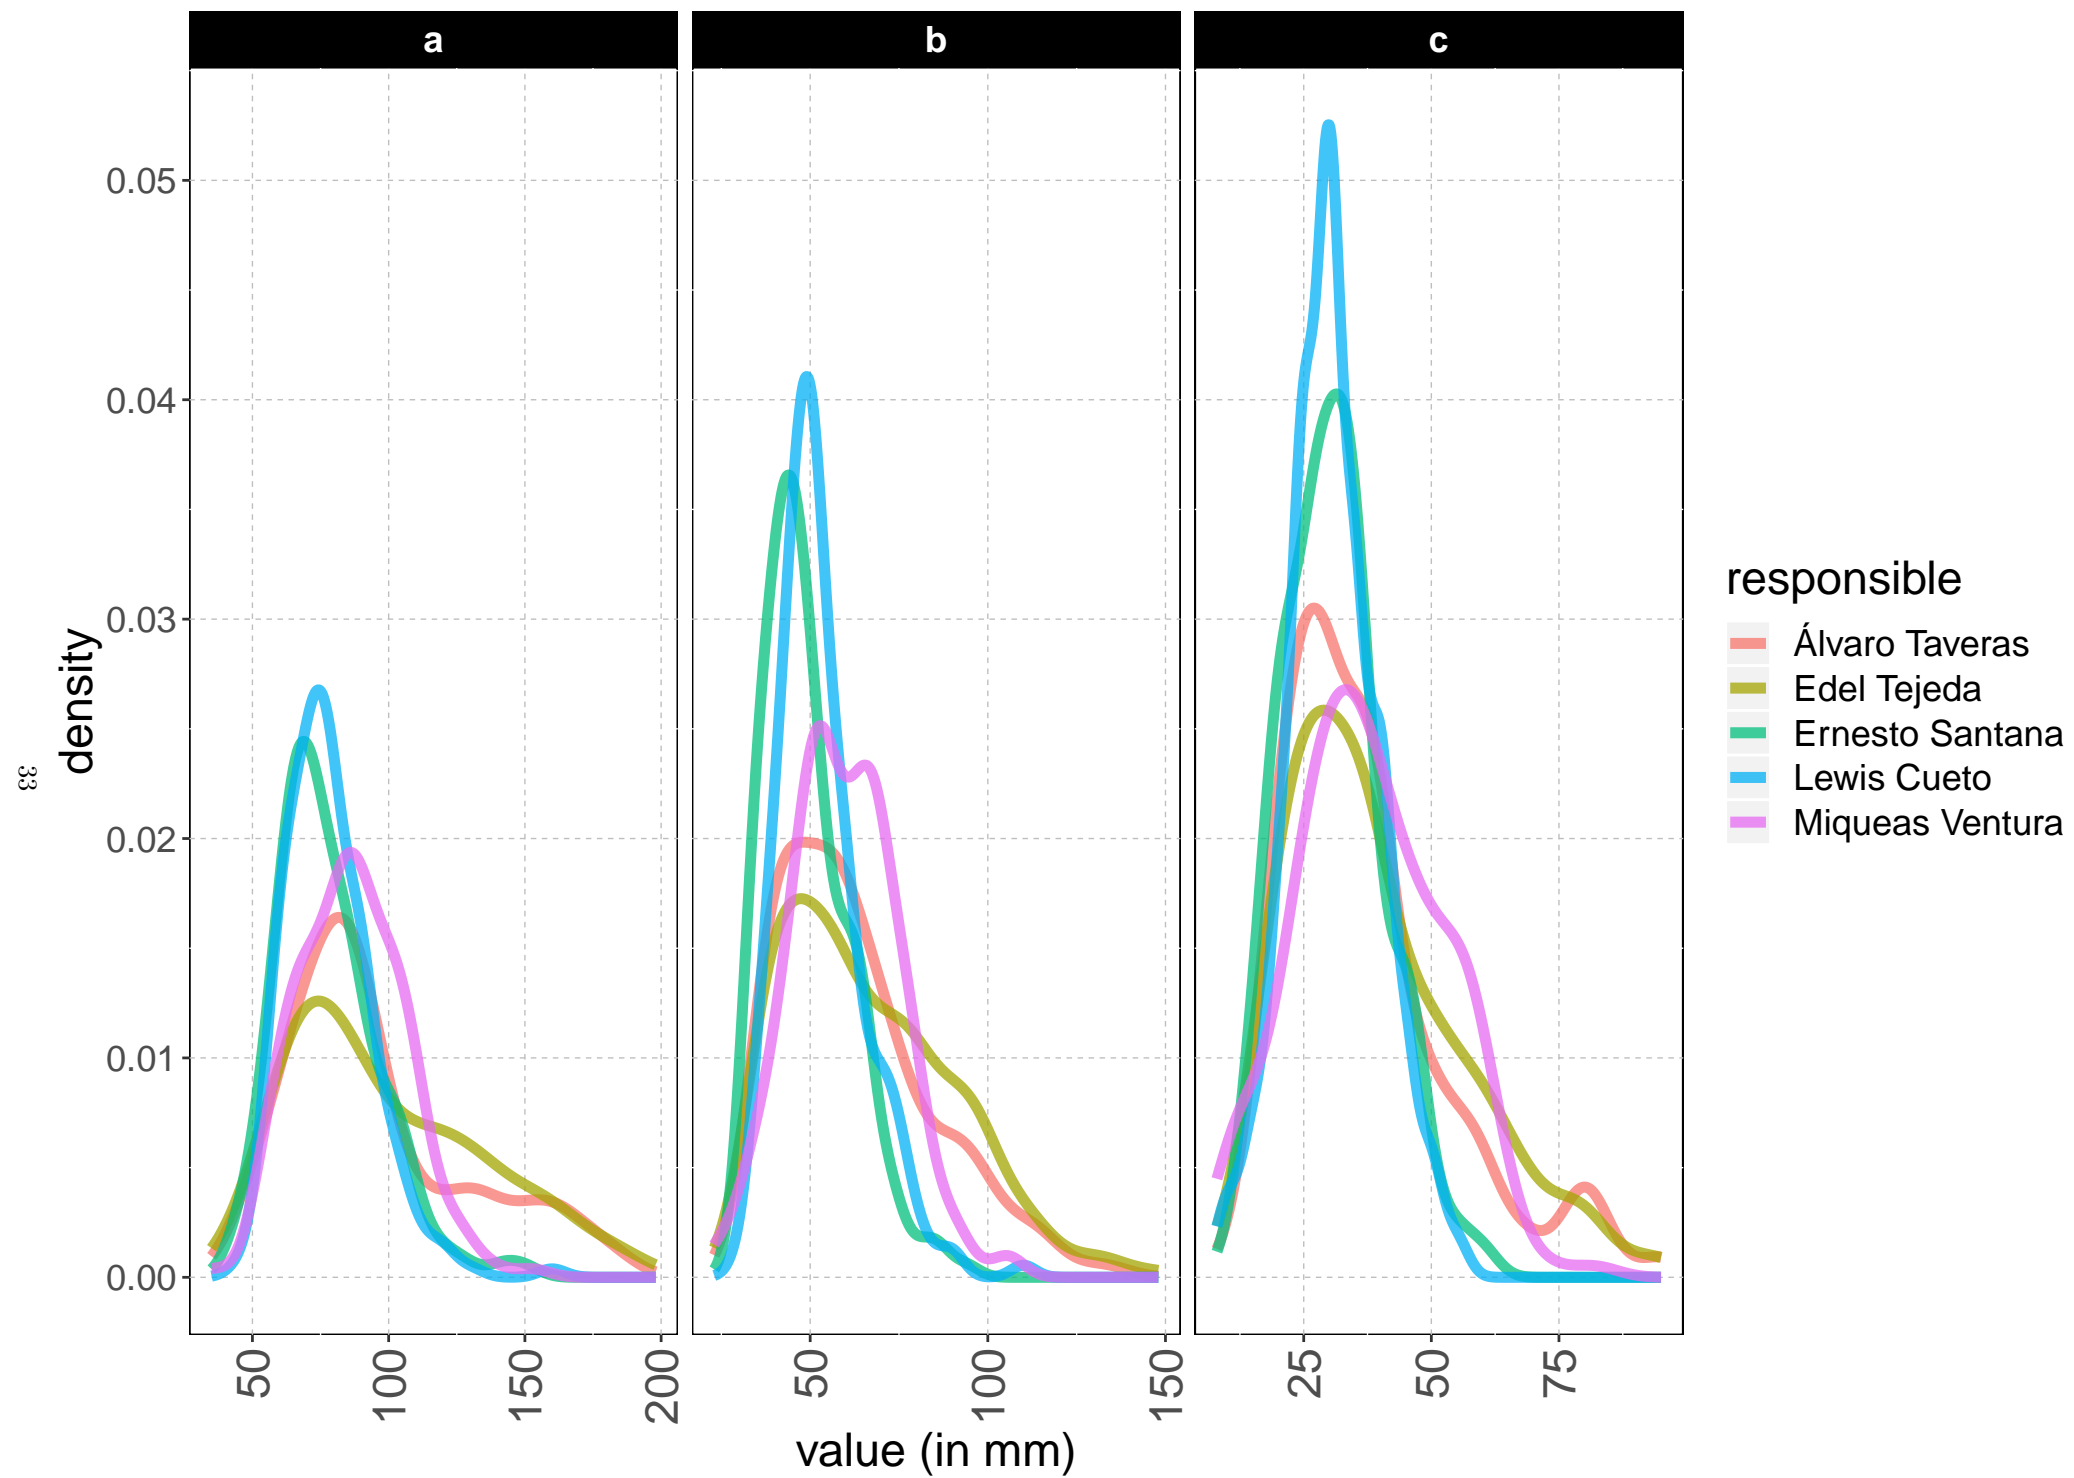 a
b
c
0.05
0.04
0.03
0.02
0.01
0.00
density
50
100
150
200
50
100
150
25
50
75
value (in mm)
responsible
Álvaro Taveras
Edel Tejeda
Ernesto Santana
Lewis Cueto
Miqueas Ventura
33